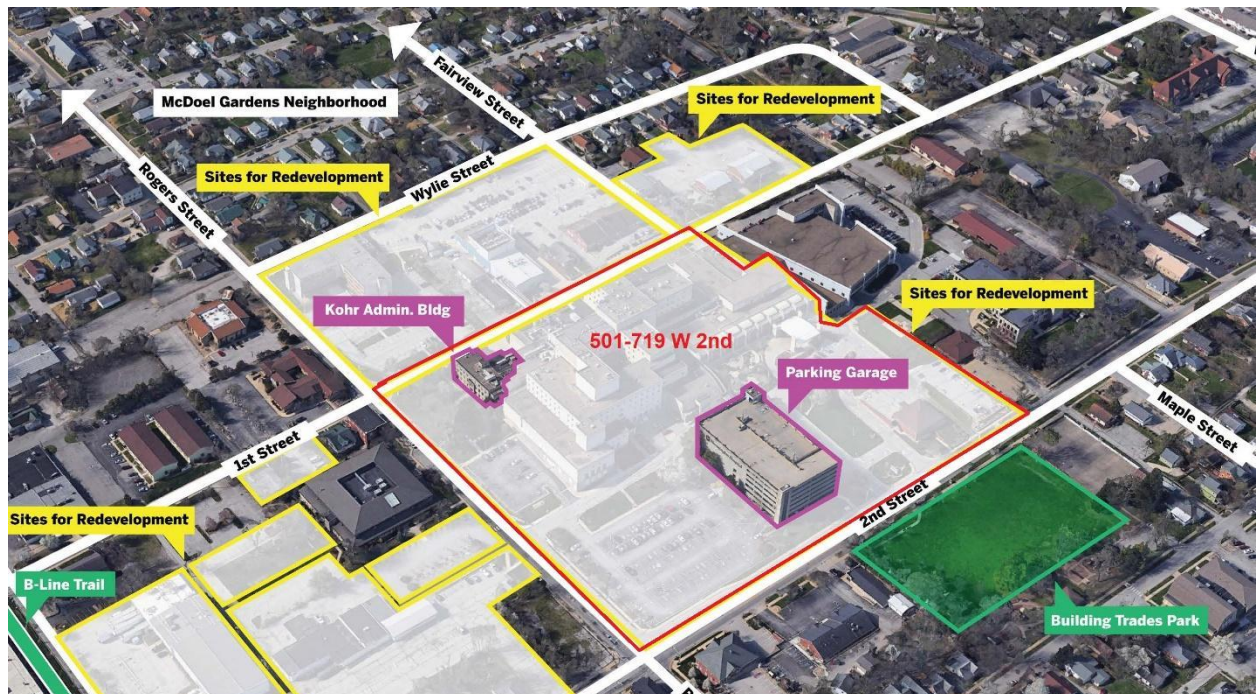 Fairview Street
McDoel Gardens Neighborhood
Sites for Redevelopment
Rogers Street
Sites for Redevelopment
Wylie Street
Kohr Admin. Bldg
Sites for Redevelopment
501-719 W 2nd
Parking Garage
Maple Street
1st Street
2nd Street
Sites for Redevelopment
B-Line Trail
Building Trades Park